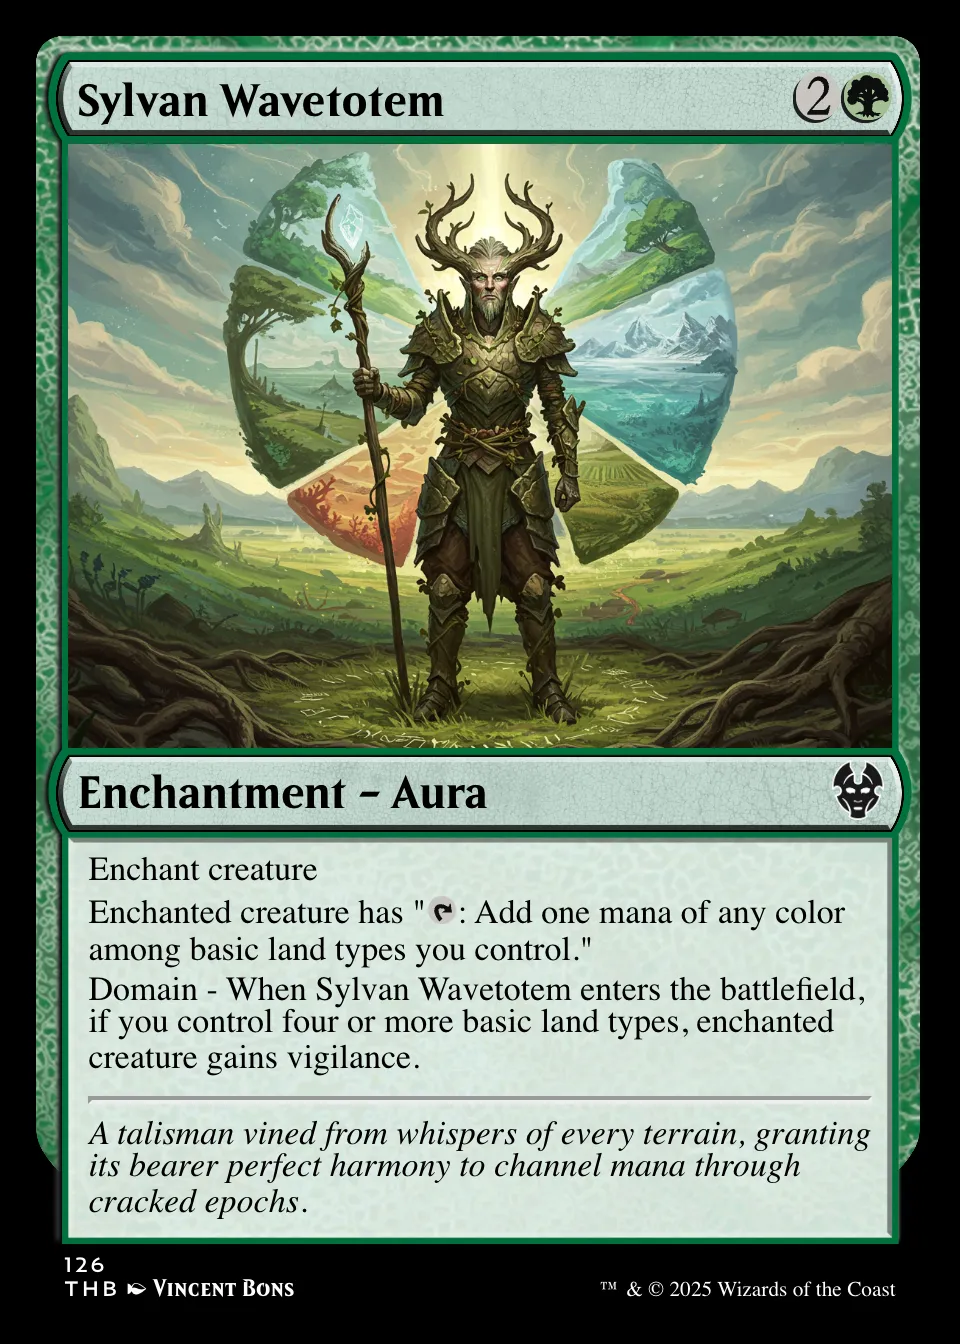 Sylvan Wavetotem 2
Enchantment – Aura
Enchant creature
Enchanted creature has " : Add one mana of any color
among basic land types you control."
Domain - When Sylvan Wavetotem enters the battlefield,
if you control four or more basic land types, enchanted
creature gains vigilance.
A talisman vined from whispers of every terrain, granting
its bearer perfect harmony to channel mana through
cracked epochs.
126
THB VINCENT BONS
™ & © 2025 Wizards of the Coast